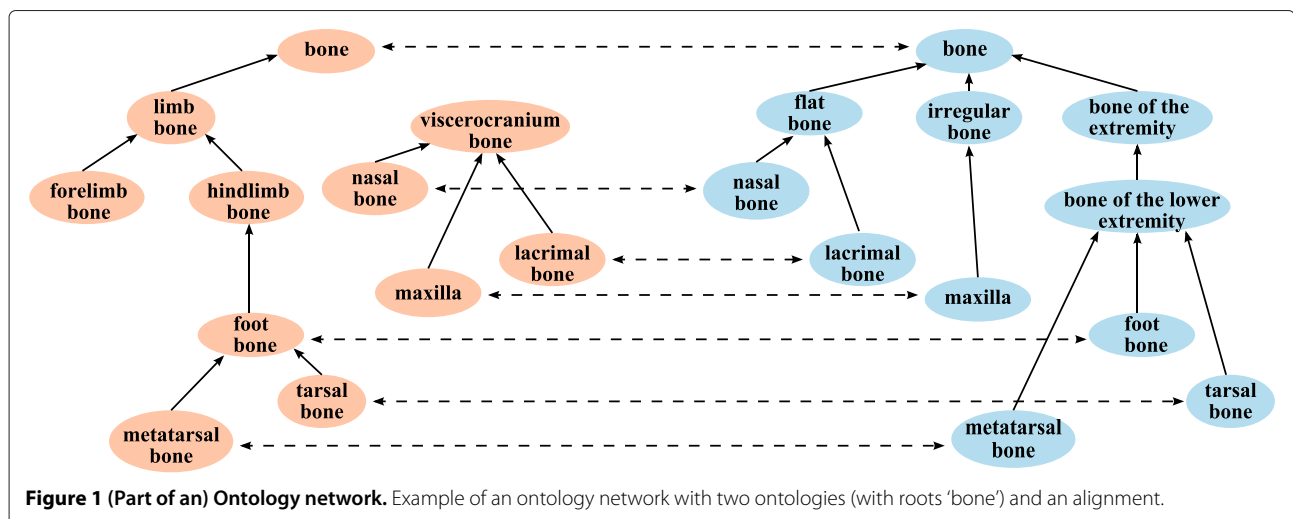 bone
bone
limb
bone
viscerocranium
bone
flat
bone
irregular
bone
bone of the
extremity
forelimb
bone
hindlimb
bone
nasal
bone
nasal
bone
bone of the lower
extremity
lacrimal
bone
lacrimal
bone
maxilla
maxilla
foot
bone
foot
bone
tarsal
bone
tarsal
bone
metatarsal
bone
metatarsal
bone
Figure 1 (Part of an) Ontology network. Example of an ontology network with two ontologies (with roots ‘bone’) and an alignment.